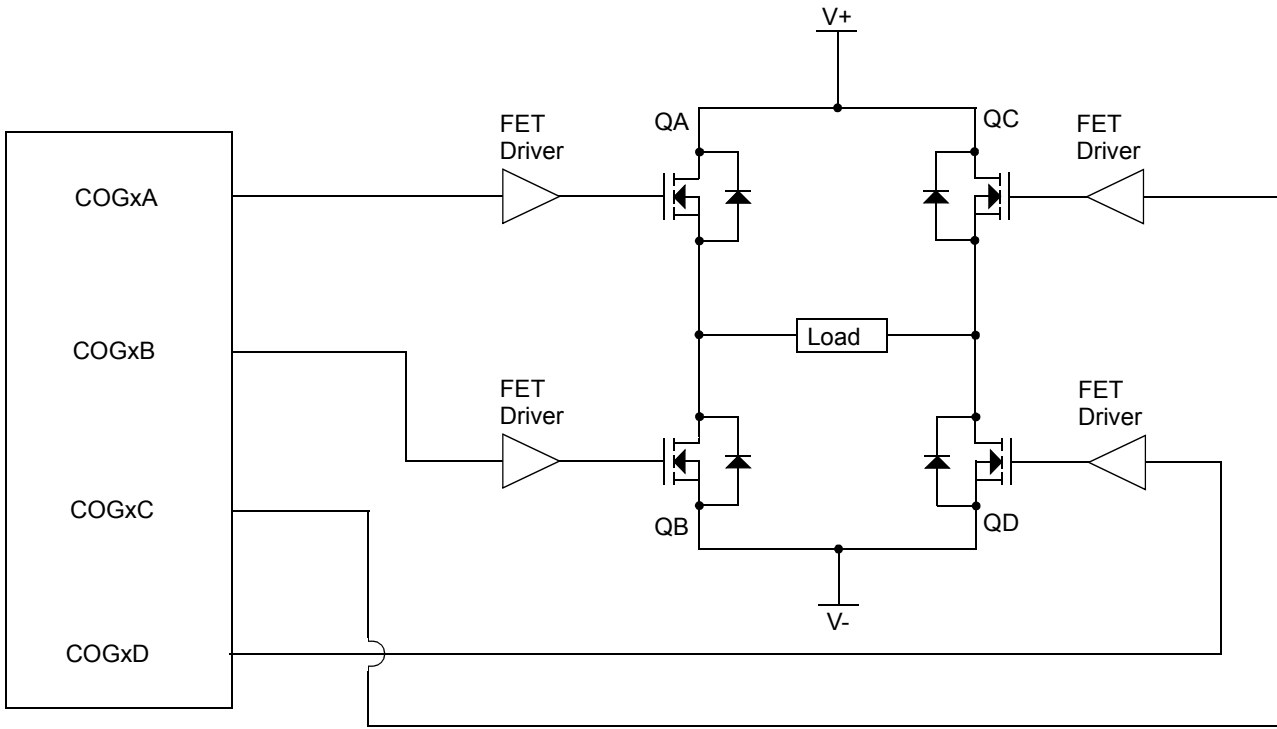 V+
QA
QC
FET
Driver
FET
Driver
COGxA
COGxB
Load
FET
Driver
FET
Driver
COGxC
QB
QD
V-
COGxD